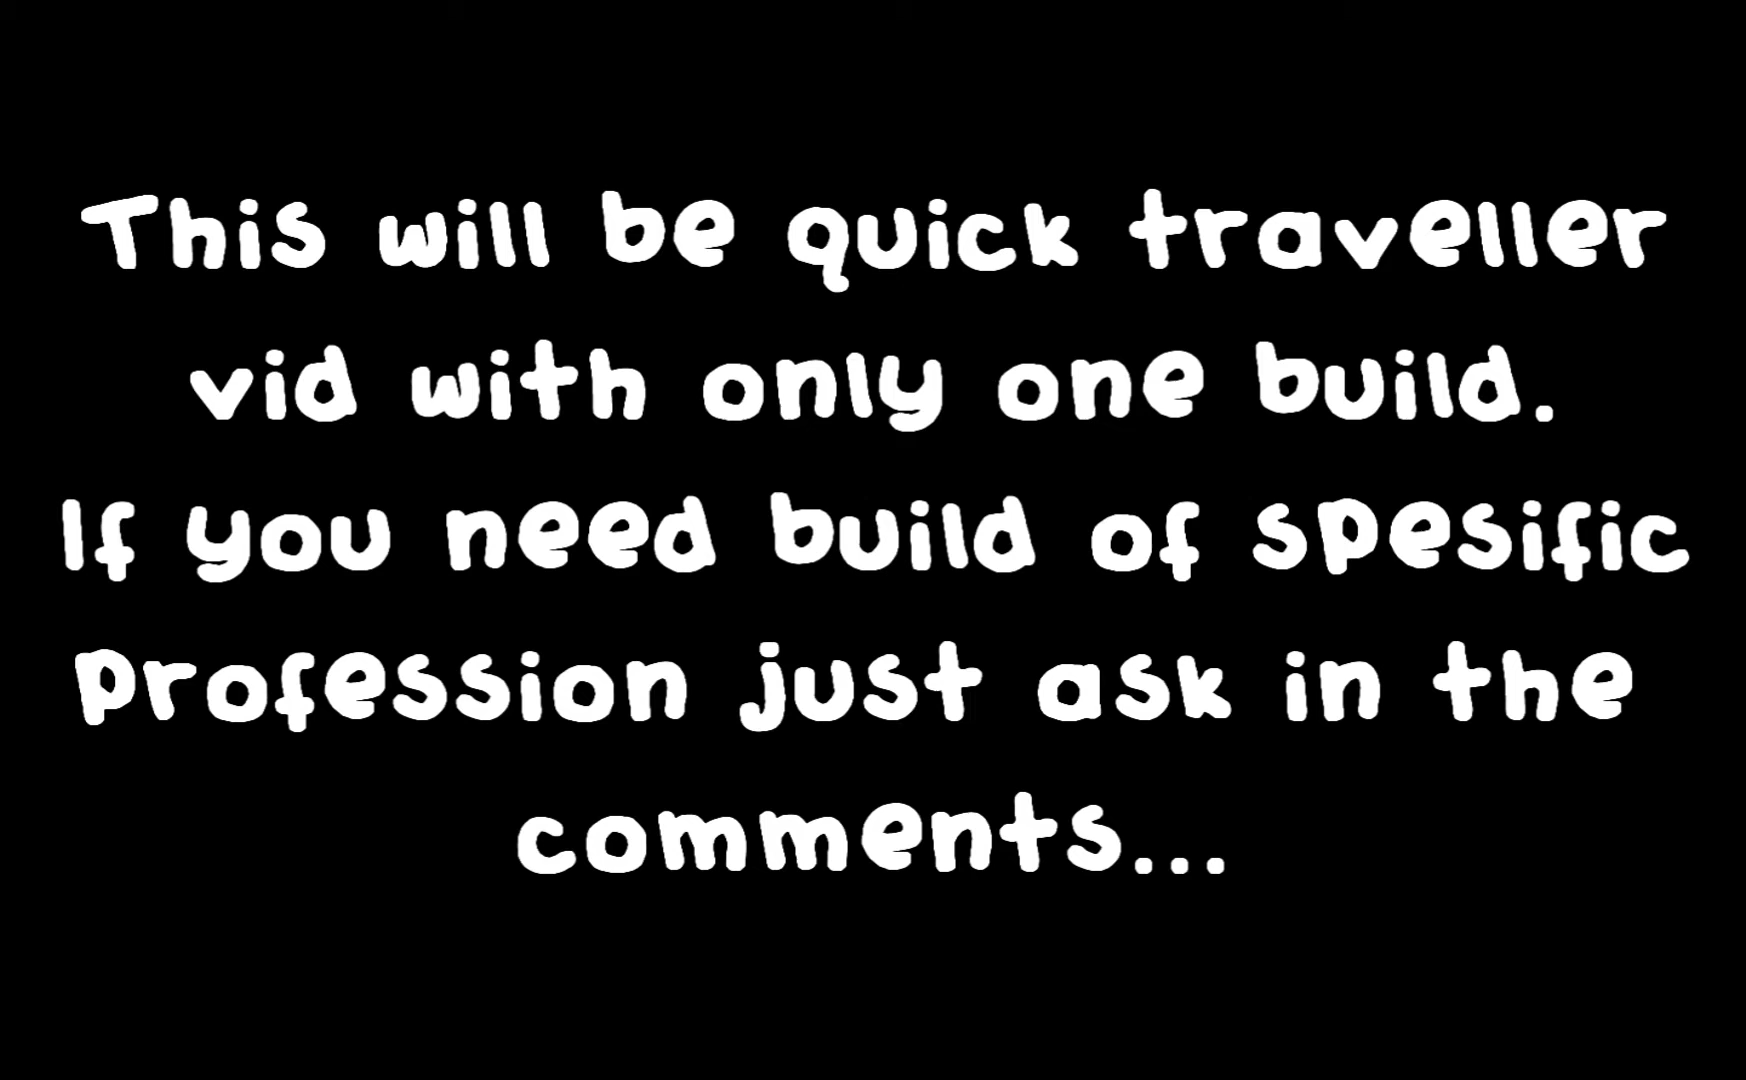 This will be quick traveller
vid with only one build.
If you need build of spesific
profession just ask in the
comments...